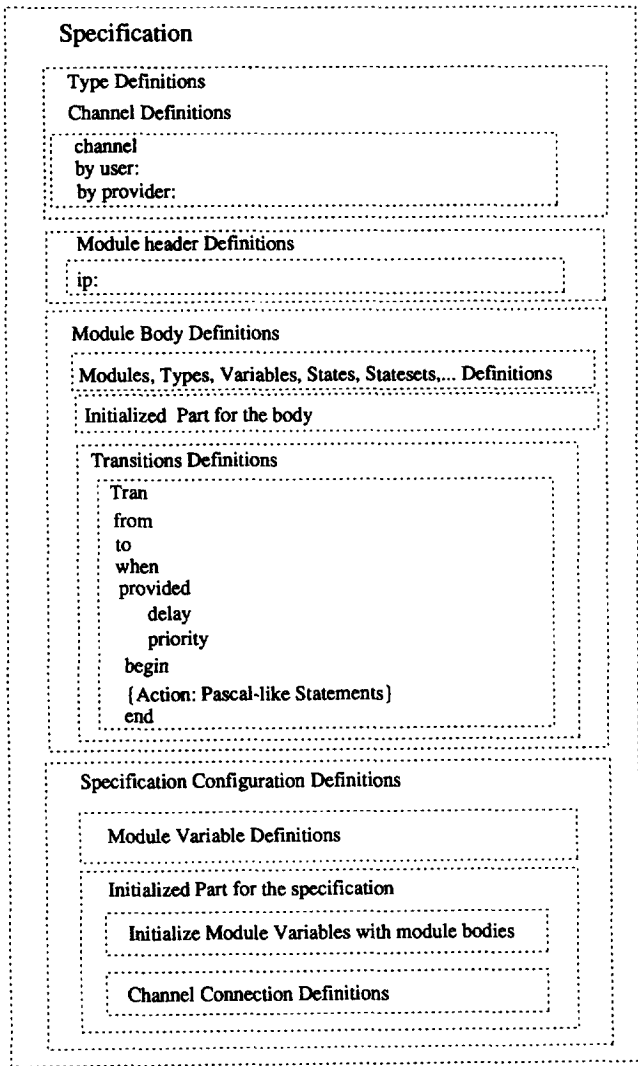 Specification
Type Definitions
Channel Definitions
channel
by user:
by provider:
Module header Definitions
ip:
Module Body Definitions
Modules, Types, Variables, States, Statesets,... Definitions
Initialized Part for the body
Transitions Definitions
Tran
from
to
when
provided
delay
priority
begin
{Action: Pascal-like Statements}
end
Specification Configuration Definitions
Module Variable Definitions
Initialized Part for the specification
Initialize Module Variables with module bodies
Channel Connection Definitions